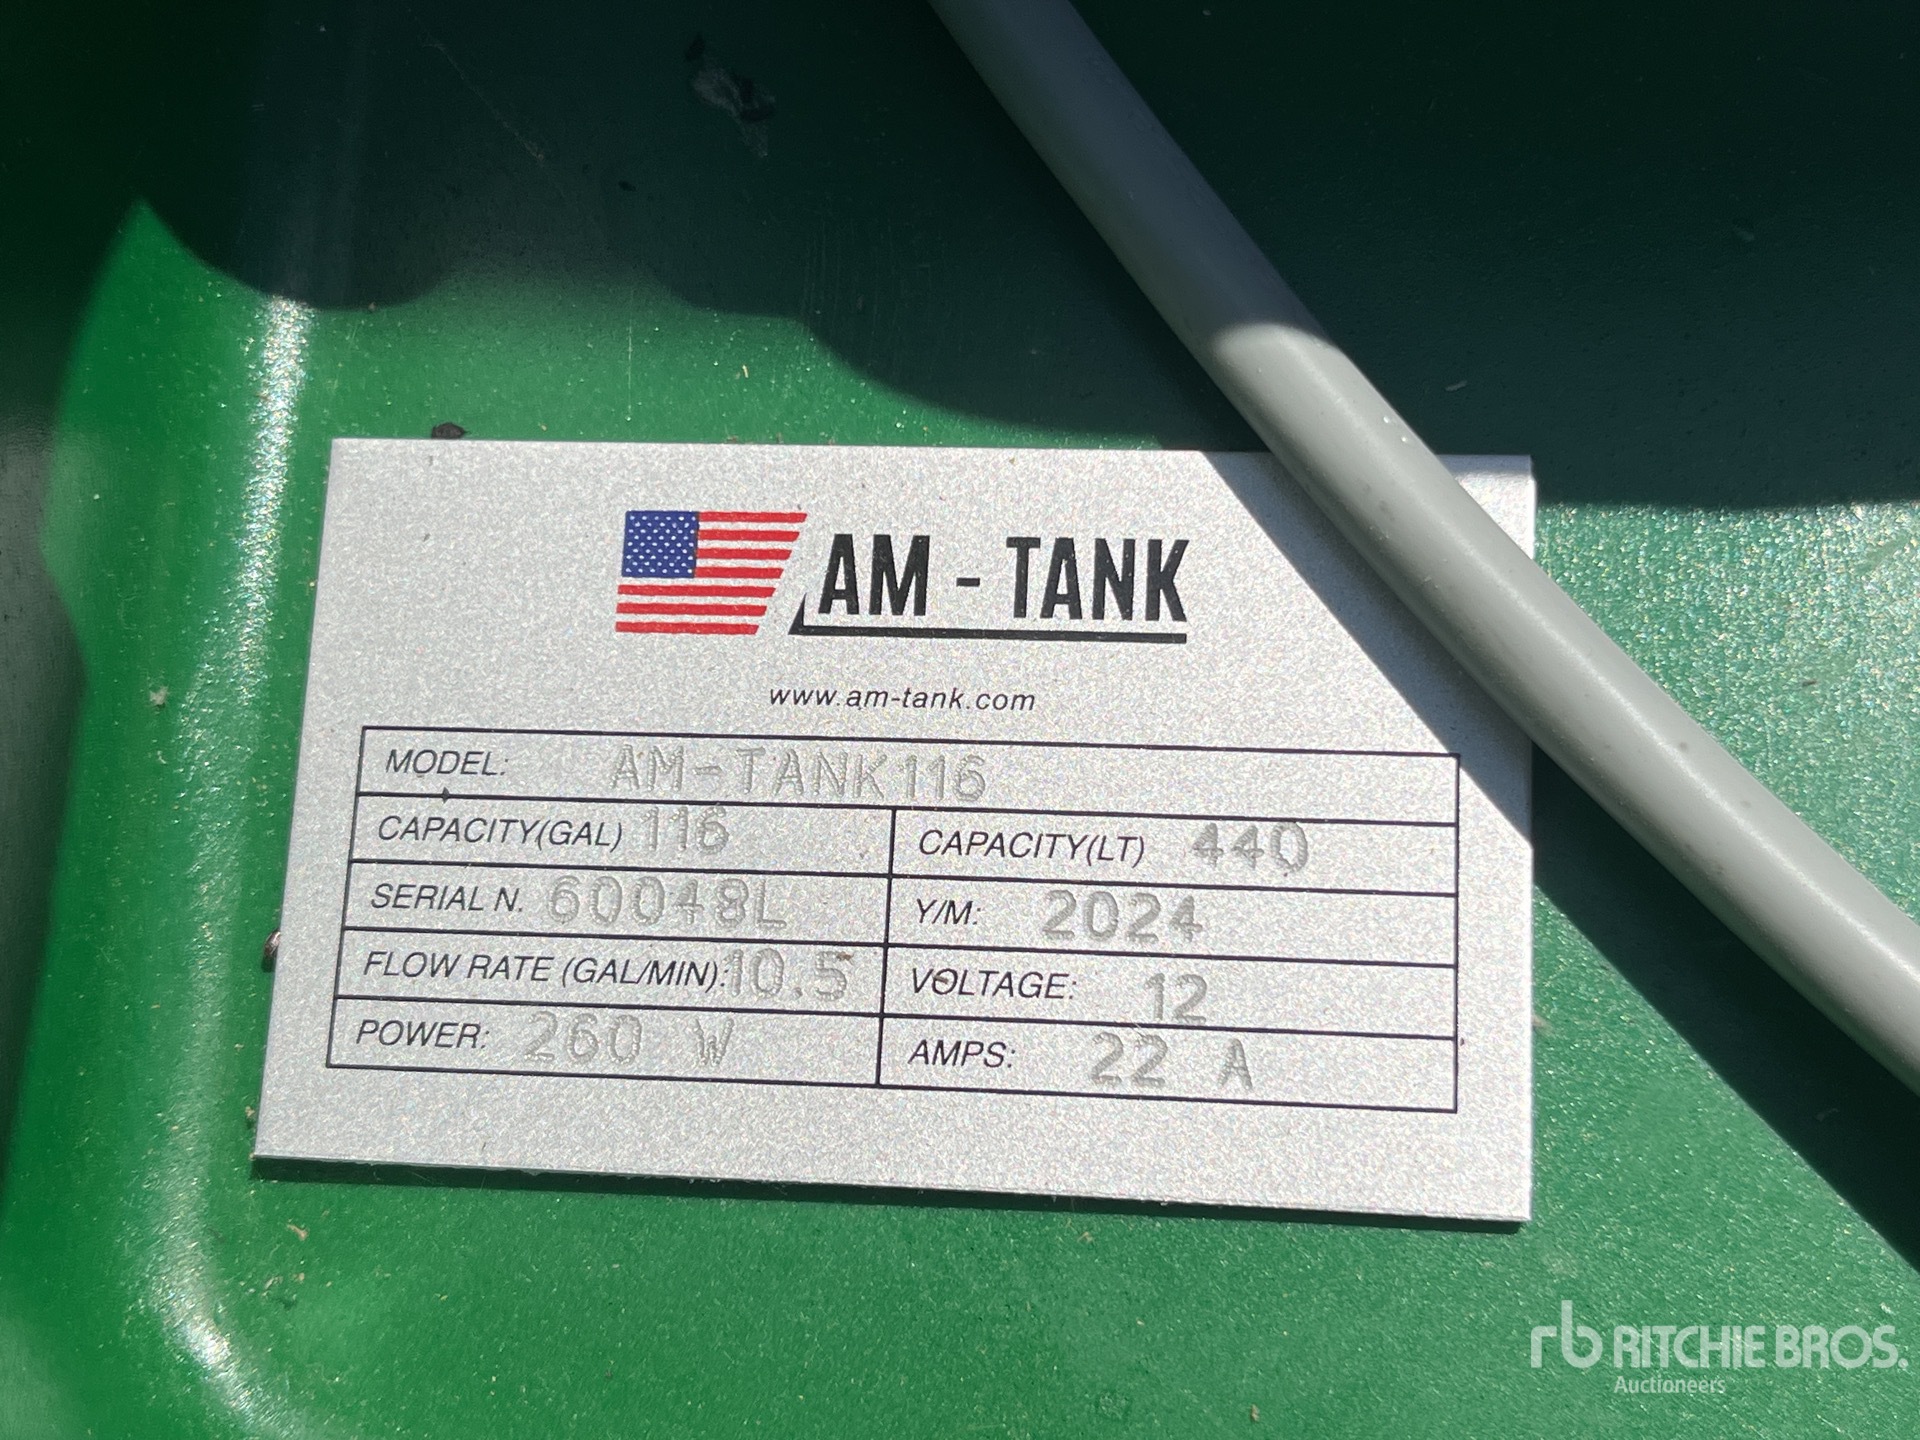 AM - TANK
www.am-tank.com
MODEL: AM-TANK116
CAPACITY(GAL) 116 CAPACITY(LT) 440
SERIAL N. 60048L Y/M: 2024
FLOW RATE (GAL/MIN): 10.5 VOLTAGE: 12
POWER: 260 W AMPS: 22 A
rb RITCHIE BROS.
Auctioneers